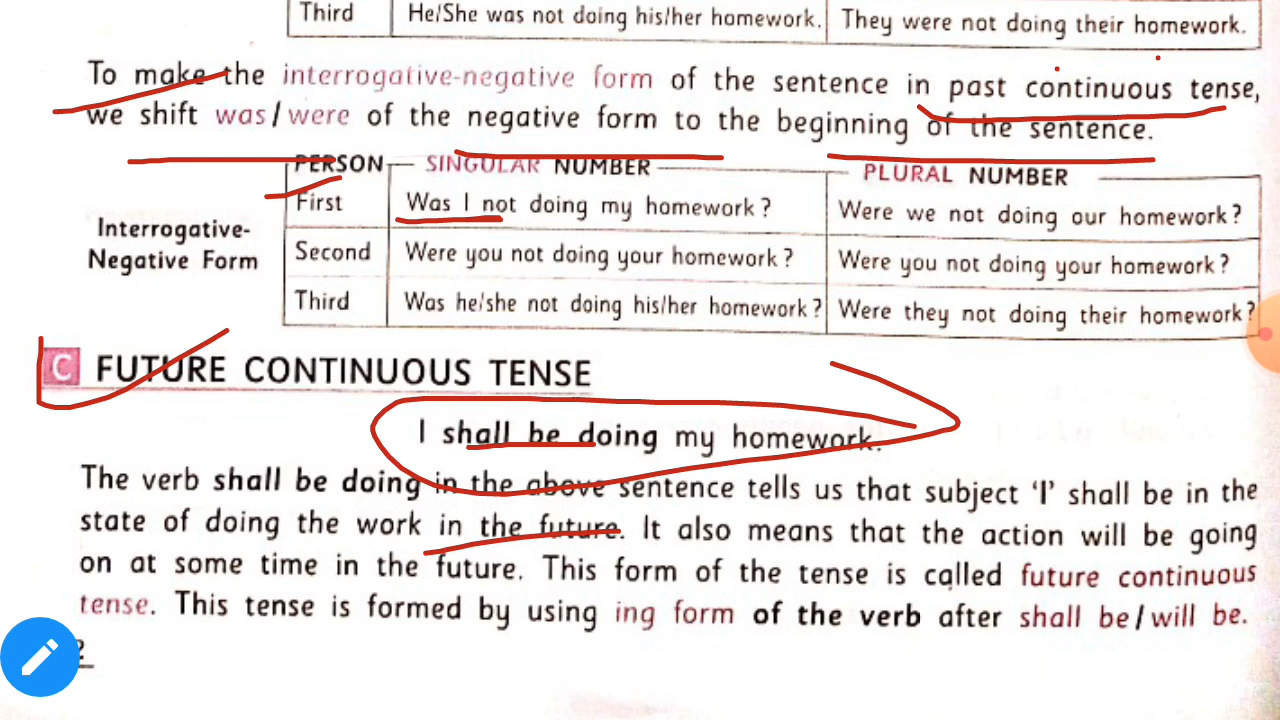 Third He/She was not doing his/her homework. They were not doing their homework.
To make the interrogative-negative form of the sentence in past continuous tense,
we shift was/were of the negative form to the beginning of the sentence.
PERSON SINGULAR NUMBER PLURAL NUMBER
Interrogative-
Negative Form
First Was I not doing my homework? Were we not doing our homework?
Second Were you not doing your homework? Were you not doing your homework?
Third Was he/she not doing his/her homework? Were they not doing their homework?
C FUTURE CONTINUOUS TENSE
I shall be doing my homework.
The verb shall be doing in the above sentence tells us that subject 'I' shall be in the
state of doing the work in the future. It also means that the action will be going
on at some time in the future. This form of the tense is called future continuous
tense. This tense is formed by using ing form of the verb after shall be/will be.